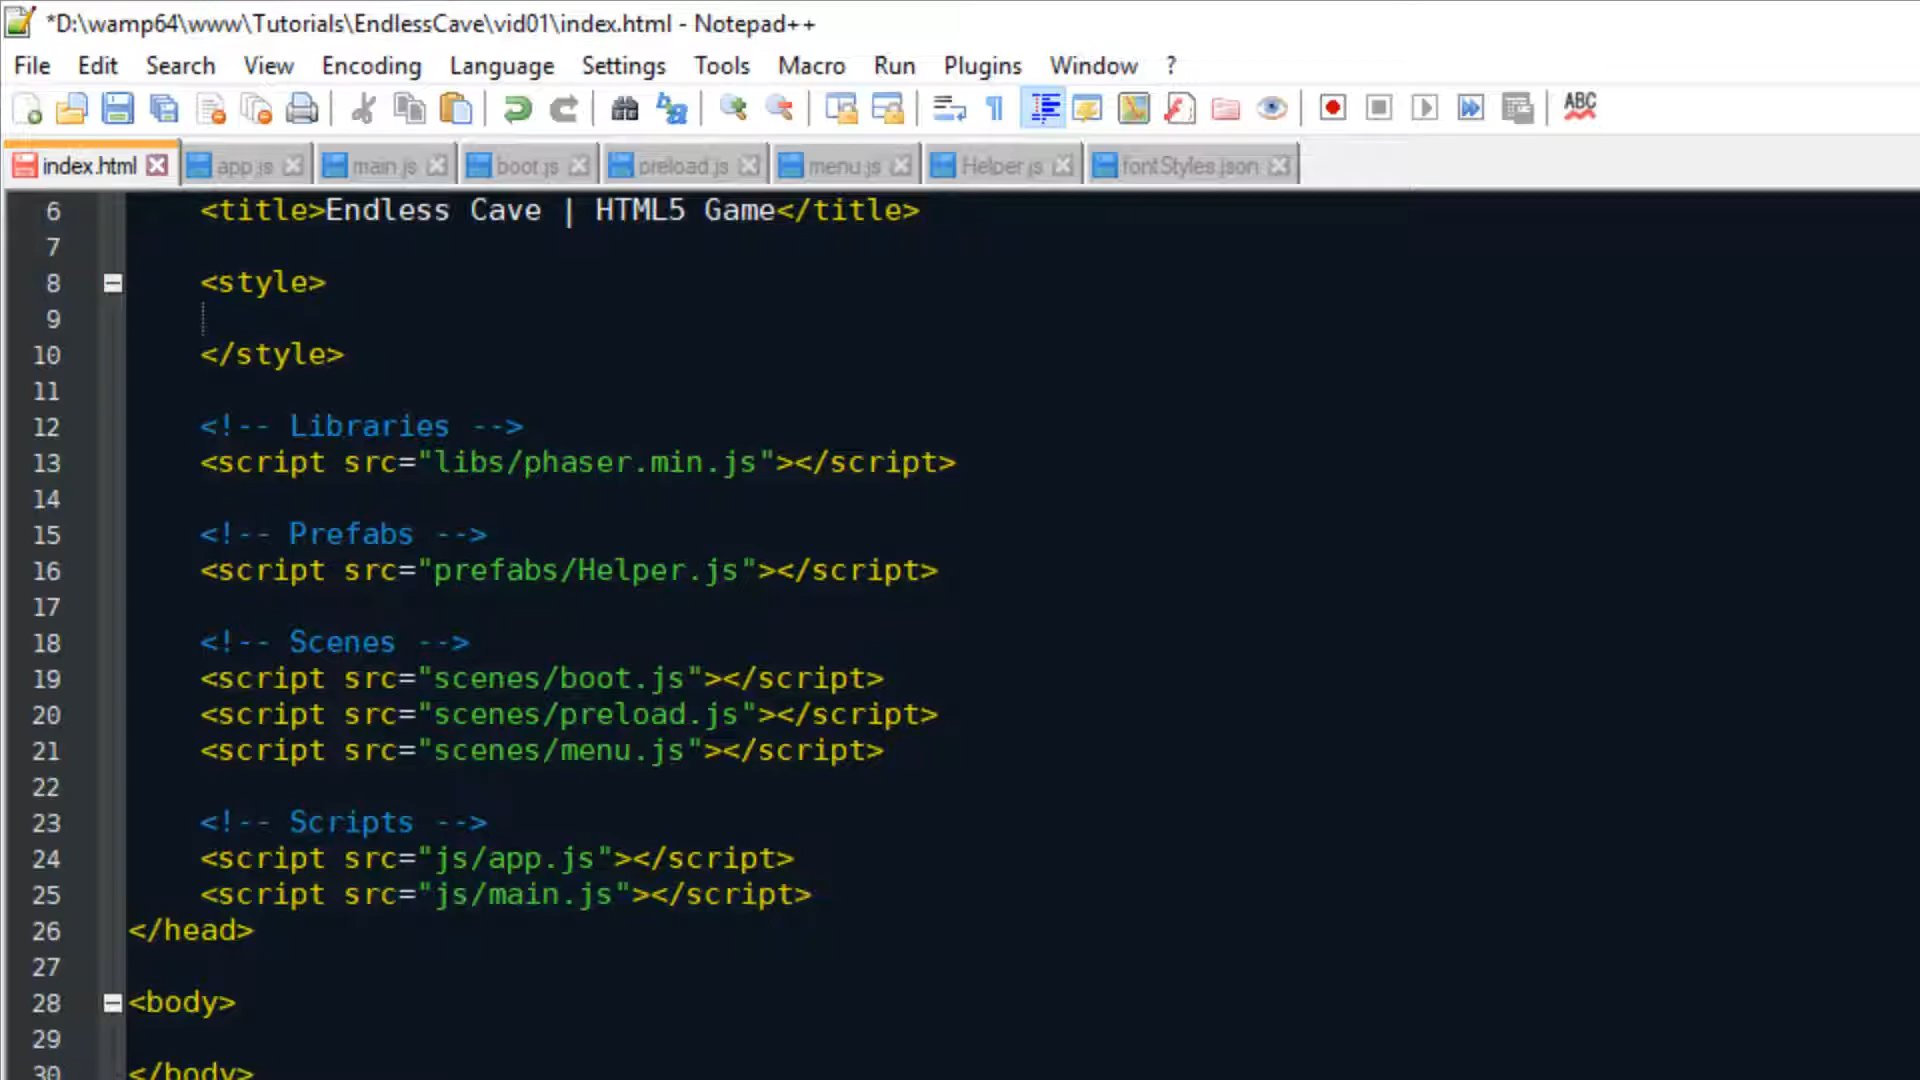 *D:\wamp64\www\Tutorials\EndlessCave\vid01\index.html - Notepad++
File Edit Search View Encoding Language Settings Tools Macro Run Plugins Window ?
ABC
index.html app.js main.js boot.js preload.js menu.js Helper.js fontStyles.json
6 <title>Endless Cave | HTML5 Game</title>
7
8 <style>
9
10 </style>
11
12 <!-- Libraries -->
13 <script src="libs/phaser.min.js"></script>
14
15 <!-- Prefabs -->
16 <script src="prefabs/Helper.js"></script>
17
18 <!-- Scenes -->
19 <script src="scenes/boot.js"></script>
20 <script src="scenes/preload.js"></script>
21 <script src="scenes/menu.js"></script>
22
23 <!-- Scripts -->
24 <script src="js/app.js"></script>
25 <script src="js/main.js"></script>
26 </head>
27
28 <body>
29
30 </body>